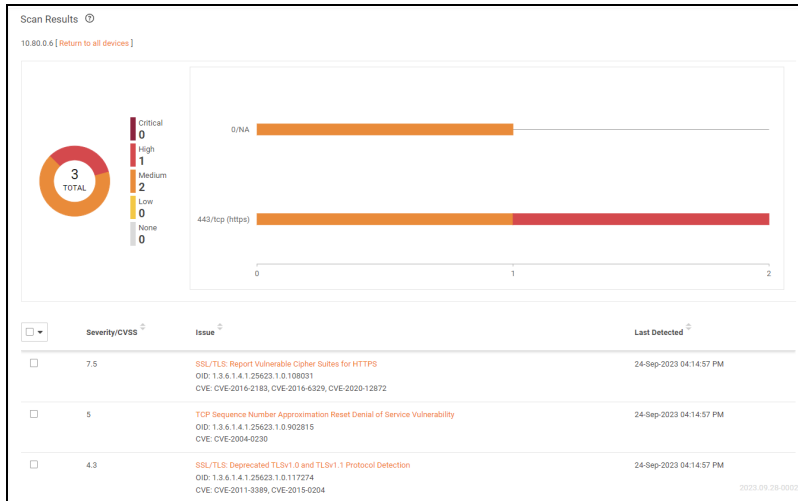 Scan Results
10.80.0.6 [ Return to all devices ]
3
TOTAL
Critical
0
High
1
Medium
2
Low
0
None
0
0/NA
443/tcp (https)
0 1 2
Severity/CVSS Issue Last Detected
7.5 SSL/TLS: Report Vulnerable Cipher Suites for HTTPS 24-Sep-2023 04:14:57 PM
OID: 1.3.6.1.4.1.25623.1.0.108031
CVE: CVE-2016-2183, CVE-2016-6329, CVE-2020-12872
5 TCP Sequence Number Approximation Reset Denial of Service Vulnerability 24-Sep-2023 04:14:57 PM
OID: 1.3.6.1.4.1.25623.1.0.902815
CVE: CVE-2004-0230
4.3 SSL/TLS: Deprecated TLSv1.0 and TLSv1.1 Protocol Detection 24-Sep-2023 04:14:57 PM
OID: 1.3.6.1.4.1.25623.1.0.117274
CVE: CVE-2011-3389, CVE-2015-0204
2023.09.28-0002